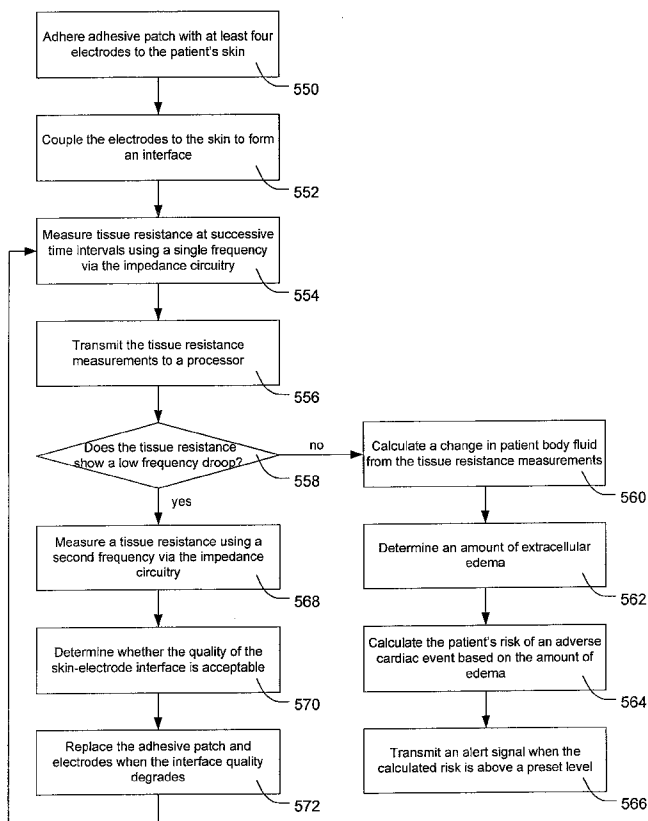 Adhere adhesive patch with at least four
electrodes to the patient's skin
550
Couple the electrodes to the skin to form
an interface
552
Measure tissue resistance at successive
time intervals using a single frequency
via the impedance circuitry
554
Transmit the tissue resistance
measurements to a processor
556
Does the tissue resistance
show a low frequency droop?
558
no
yes
Calculate a change in patient body fluid
from the tissue resistance measurements
560
Determine an amount of extracellular
edema
562
Calculate the patient's risk of an adverse
cardiac event based on the amount of
edema
564
Transmit an alert signal when the
calculated risk is above a preset level
566
Measure a tissue resistance using a
second frequency via the impedance
circuitry
568
Determine whether the quality of the
skin-electrode interface is acceptable
570
Replace the adhesive patch and
electrodes when the interface quality
degrades
572